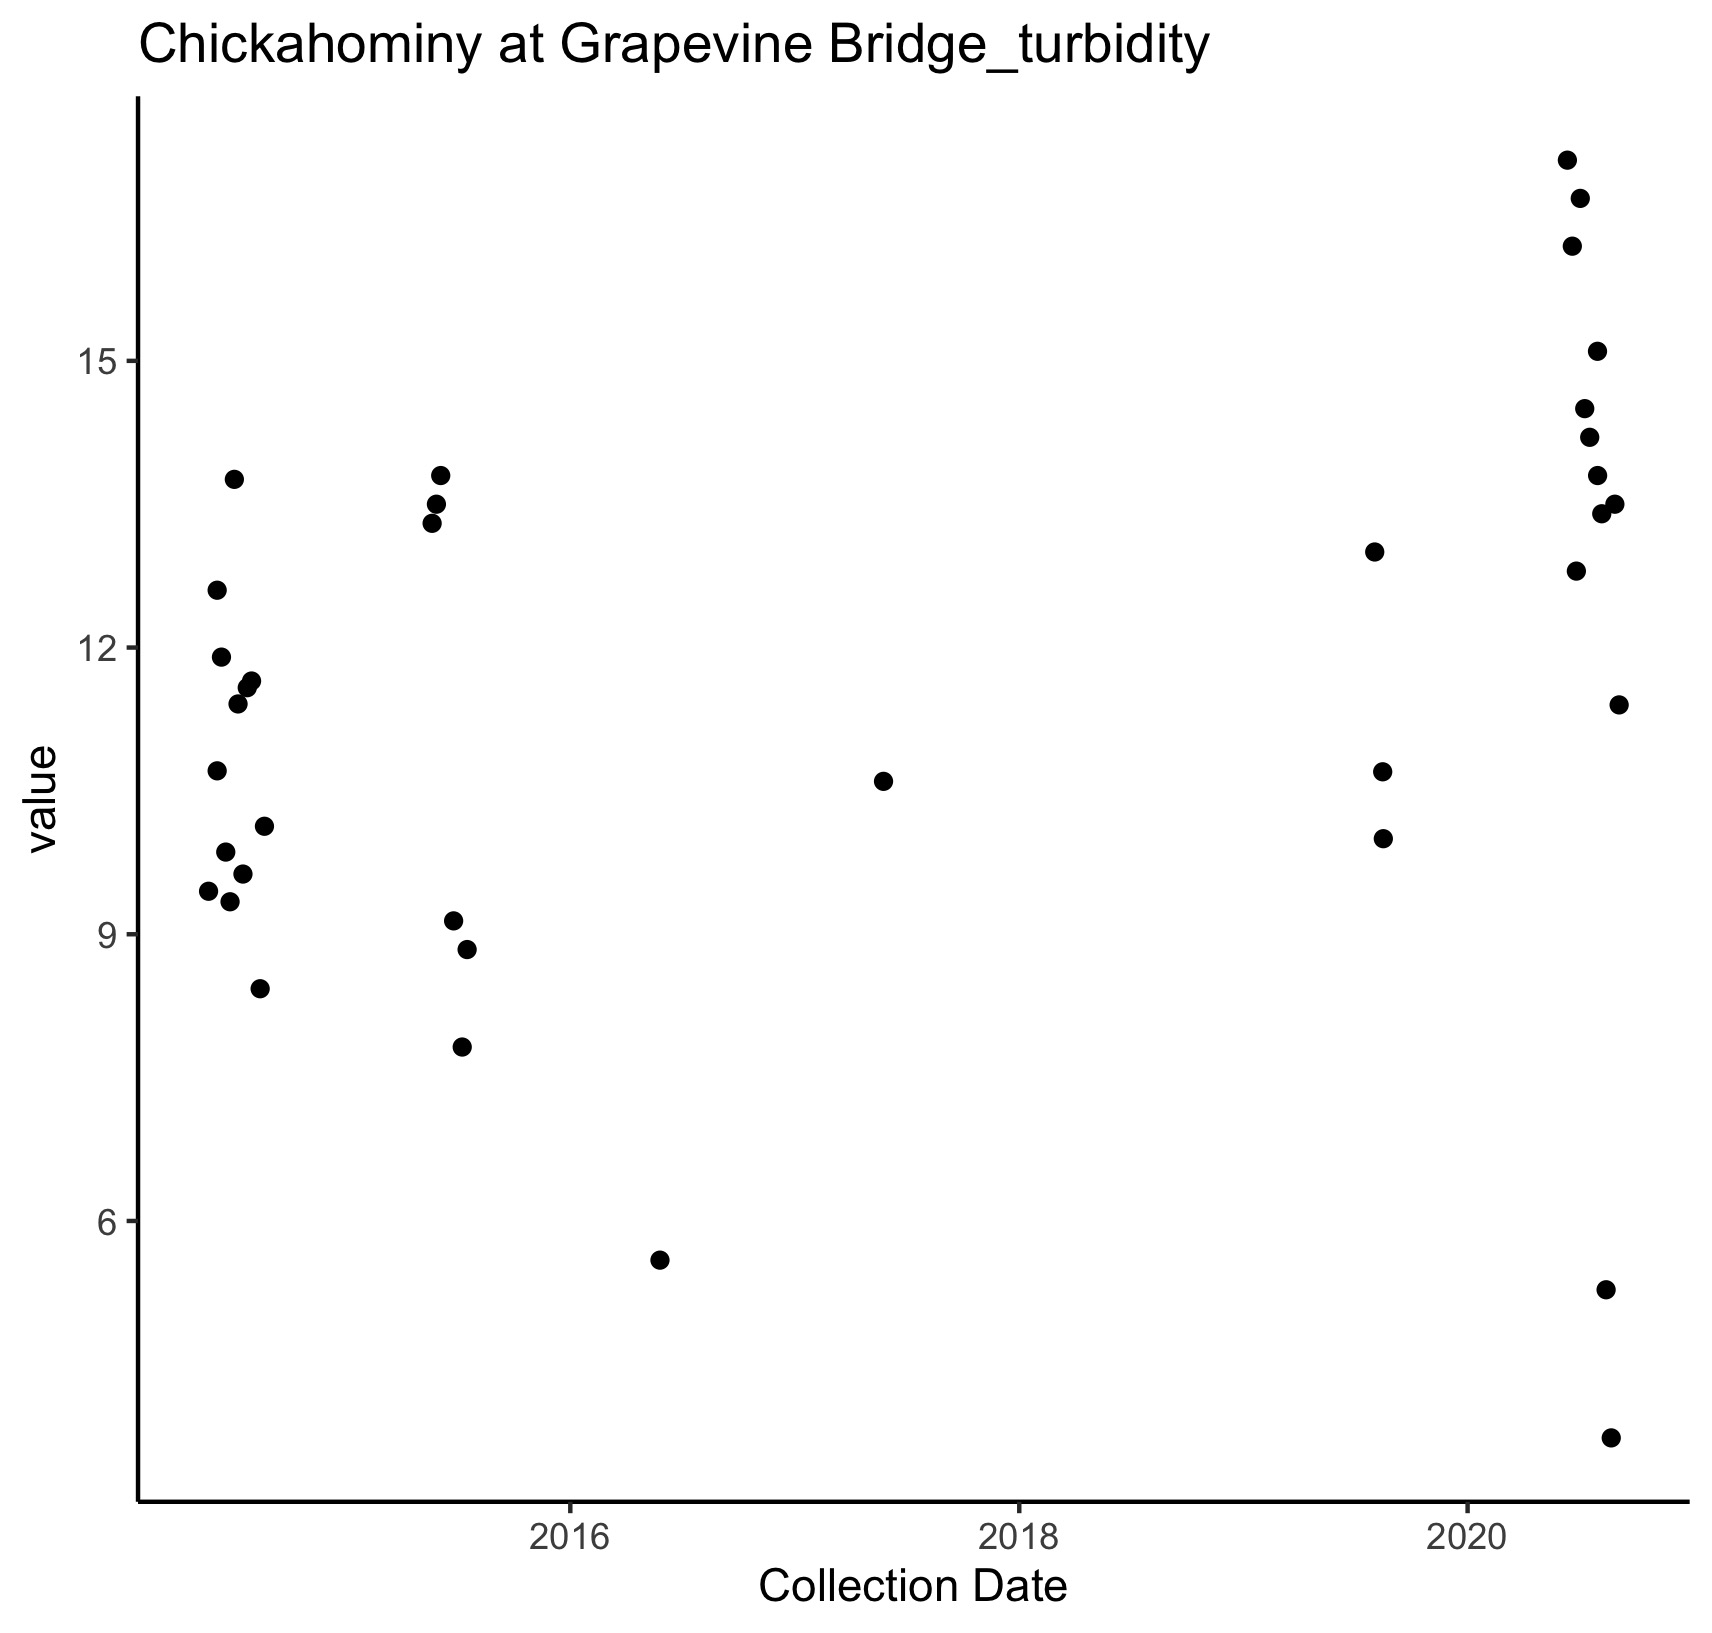 Chickahominy at Grapevine Bridge_turbidity
15
12
9
6
value
2016
2018
2020
Collection Date